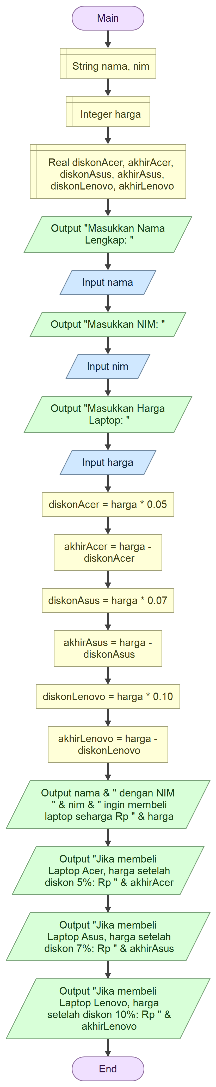 Main
String nama, nim
Integer harga
Real diskonAcer, akhirAcer,
diskonAsus, akhirAsus,
diskonLenovo, akhirLenovo
Output "Masukkan Nama
Lengkap: "
Input nama
Output "Masukkan NIM: "
Input nim
Output "Masukkan Harga
Laptop: "
Input harga
diskonAcer = harga * 0.05
akhirAcer = harga -
diskonAcer
diskonAsus = harga * 0.07
akhirAsus = harga -
diskonAsus
diskonLenovo = harga * 0.10
akhirLenovo = harga -
diskonLenovo
Output nama & " dengan NIM
" & nim & " ingin membeli
laptop seharga Rp " & harga
Output "Jika membeli
Laptop Acer, harga setelah
diskon 5%: Rp " & akhirAcer
Output "Jika membeli
Laptop Asus, harga setelah
diskon 7%: Rp " & akhirAsus
Output "Jika membeli
Laptop Lenovo, harga
setelah diskon 10%: Rp " &
akhirLenovo
End